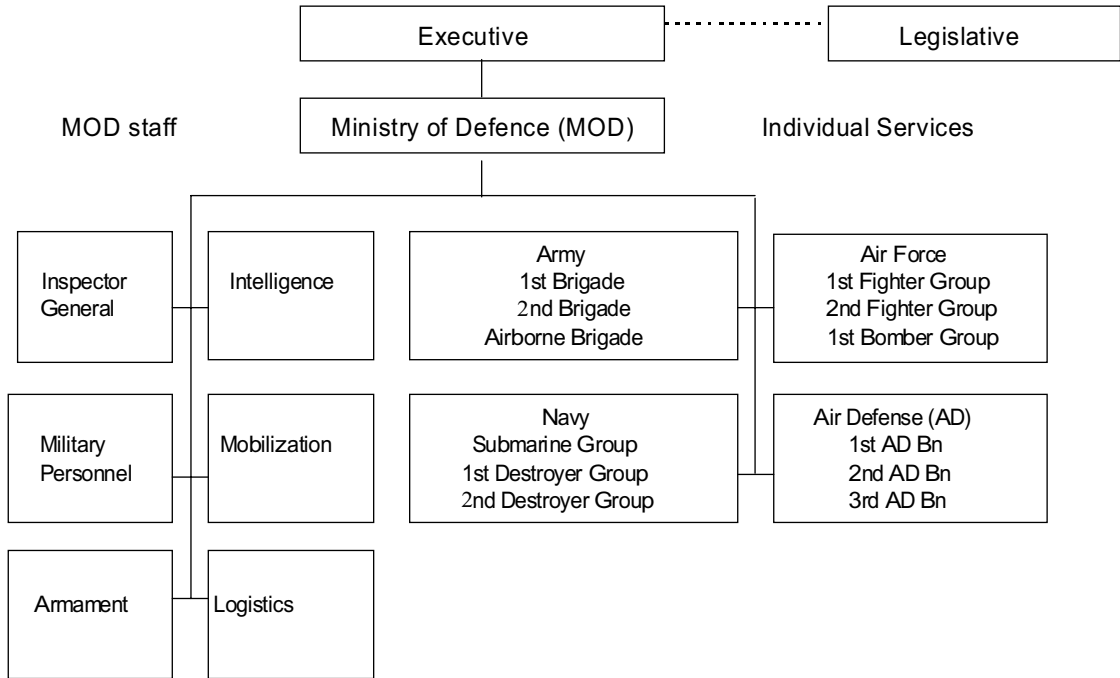 Executive
Legislative
MOD staff
Ministry of Defence (MOD)
Individual Services
Inspector
General
Intelligence
Army
1st Brigade
2nd Brigade
Airborne Brigade
Air Force
1st Fighter Group
2nd Fighter Group
1st Bomber Group
Military
Personnel
Mobilization
Navy
Submarine Group
1st Destroyer Group
2nd Destroyer Group
Air Defense (AD)
1st AD Bn
2nd AD Bn
3rd AD Bn
Armament
Logistics